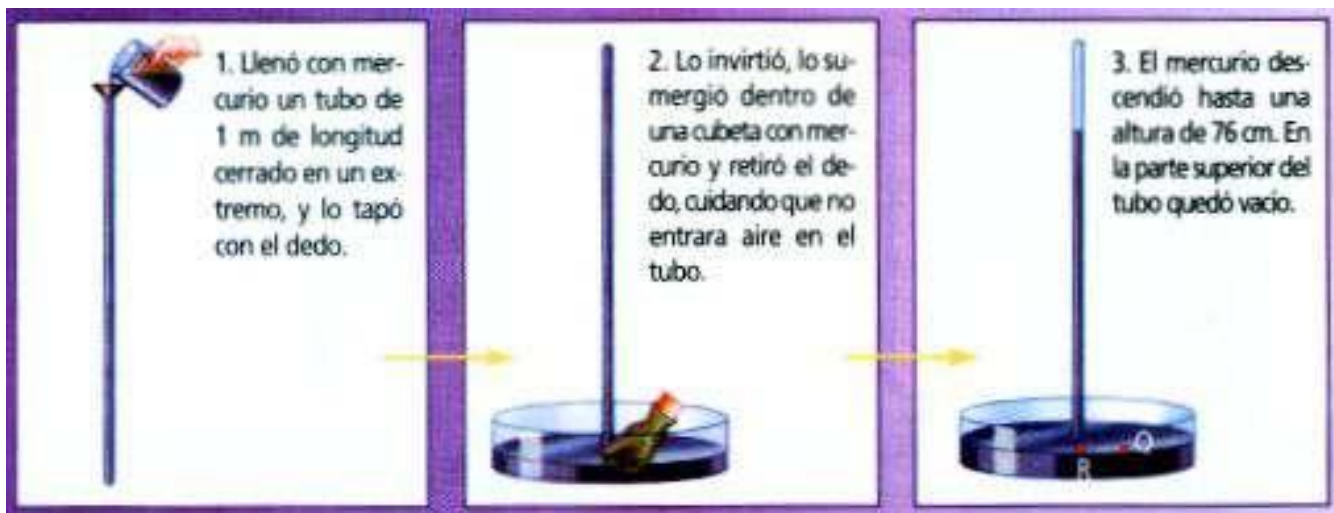 1. Llenó con mer-
curio un tubo de
1 m de longitud
cerrado en un ex-
tremo, y lo tapó
con el dedo.
2. Lo invirtió, lo su-
mergió dentro de
una cubeta con mer-
curio y retiró el de-
do, cuidando que no
entrara aire en el
tubo.
3. El mercurio des-
cendió hasta una
altura de 76 cm. En
la parte superior del
tubo quedó vacío.
Q
R